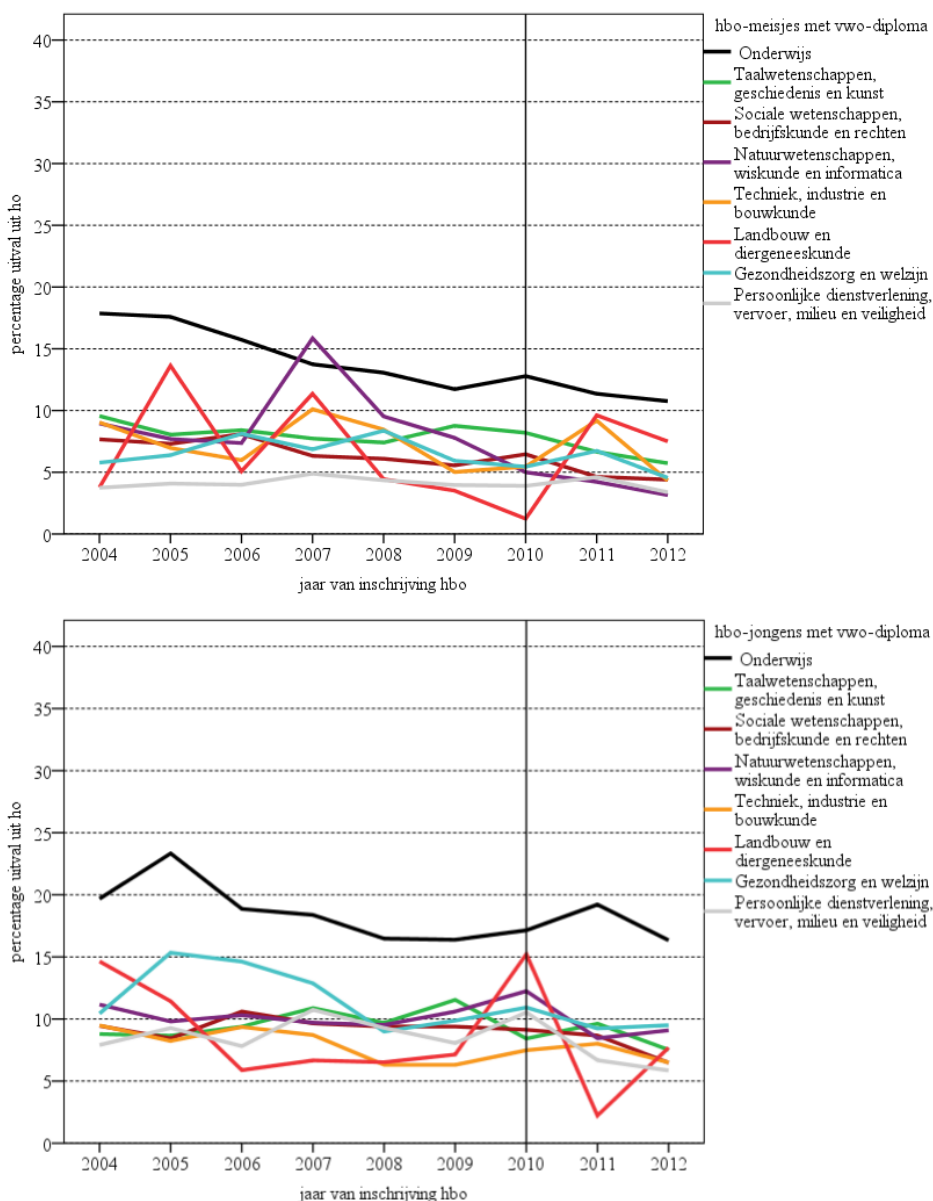 hbo-meisjes met vwo-diploma
Onderwijs
Taalwetenschappen,
geschiedenis en kunst
Sociale wetenschappen,
bedrijfskunde en rechten
Natuurwetenschappen,
wiskunde en informatica
Techniek, industrie en
bouwkunde
Landbouw en
diergeneeskunde
Gezondheidszorg en welzijn
Persoonlijke dienstverlening,
vervoer, milieu en veiligheid
percentage uitval uit ho
40
35
30
25
20
15
10
5
0
2004 2005 2006 2007 2008 2009 2010 2011 2012
jaar van inschrijving hbo
hbo-jongens met vwo-diploma
Onderwijs
Taalwetenschappen,
geschiedenis en kunst
Sociale wetenschappen,
bedrijfskunde en rechten
Natuurwetenschappen,
wiskunde en informatica
Techniek, industrie en
bouwkunde
Landbouw en
diergeneeskunde
Gezondheidszorg en welzijn
Persoonlijke dienstverlening,
vervoer, milieu en veiligheid
percentage uitval uit ho
40
35
30
25
20
15
10
5
0
2004 2005 2006 2007 2008 2009 2010 2011 2012
jaar van inschrijving hbo